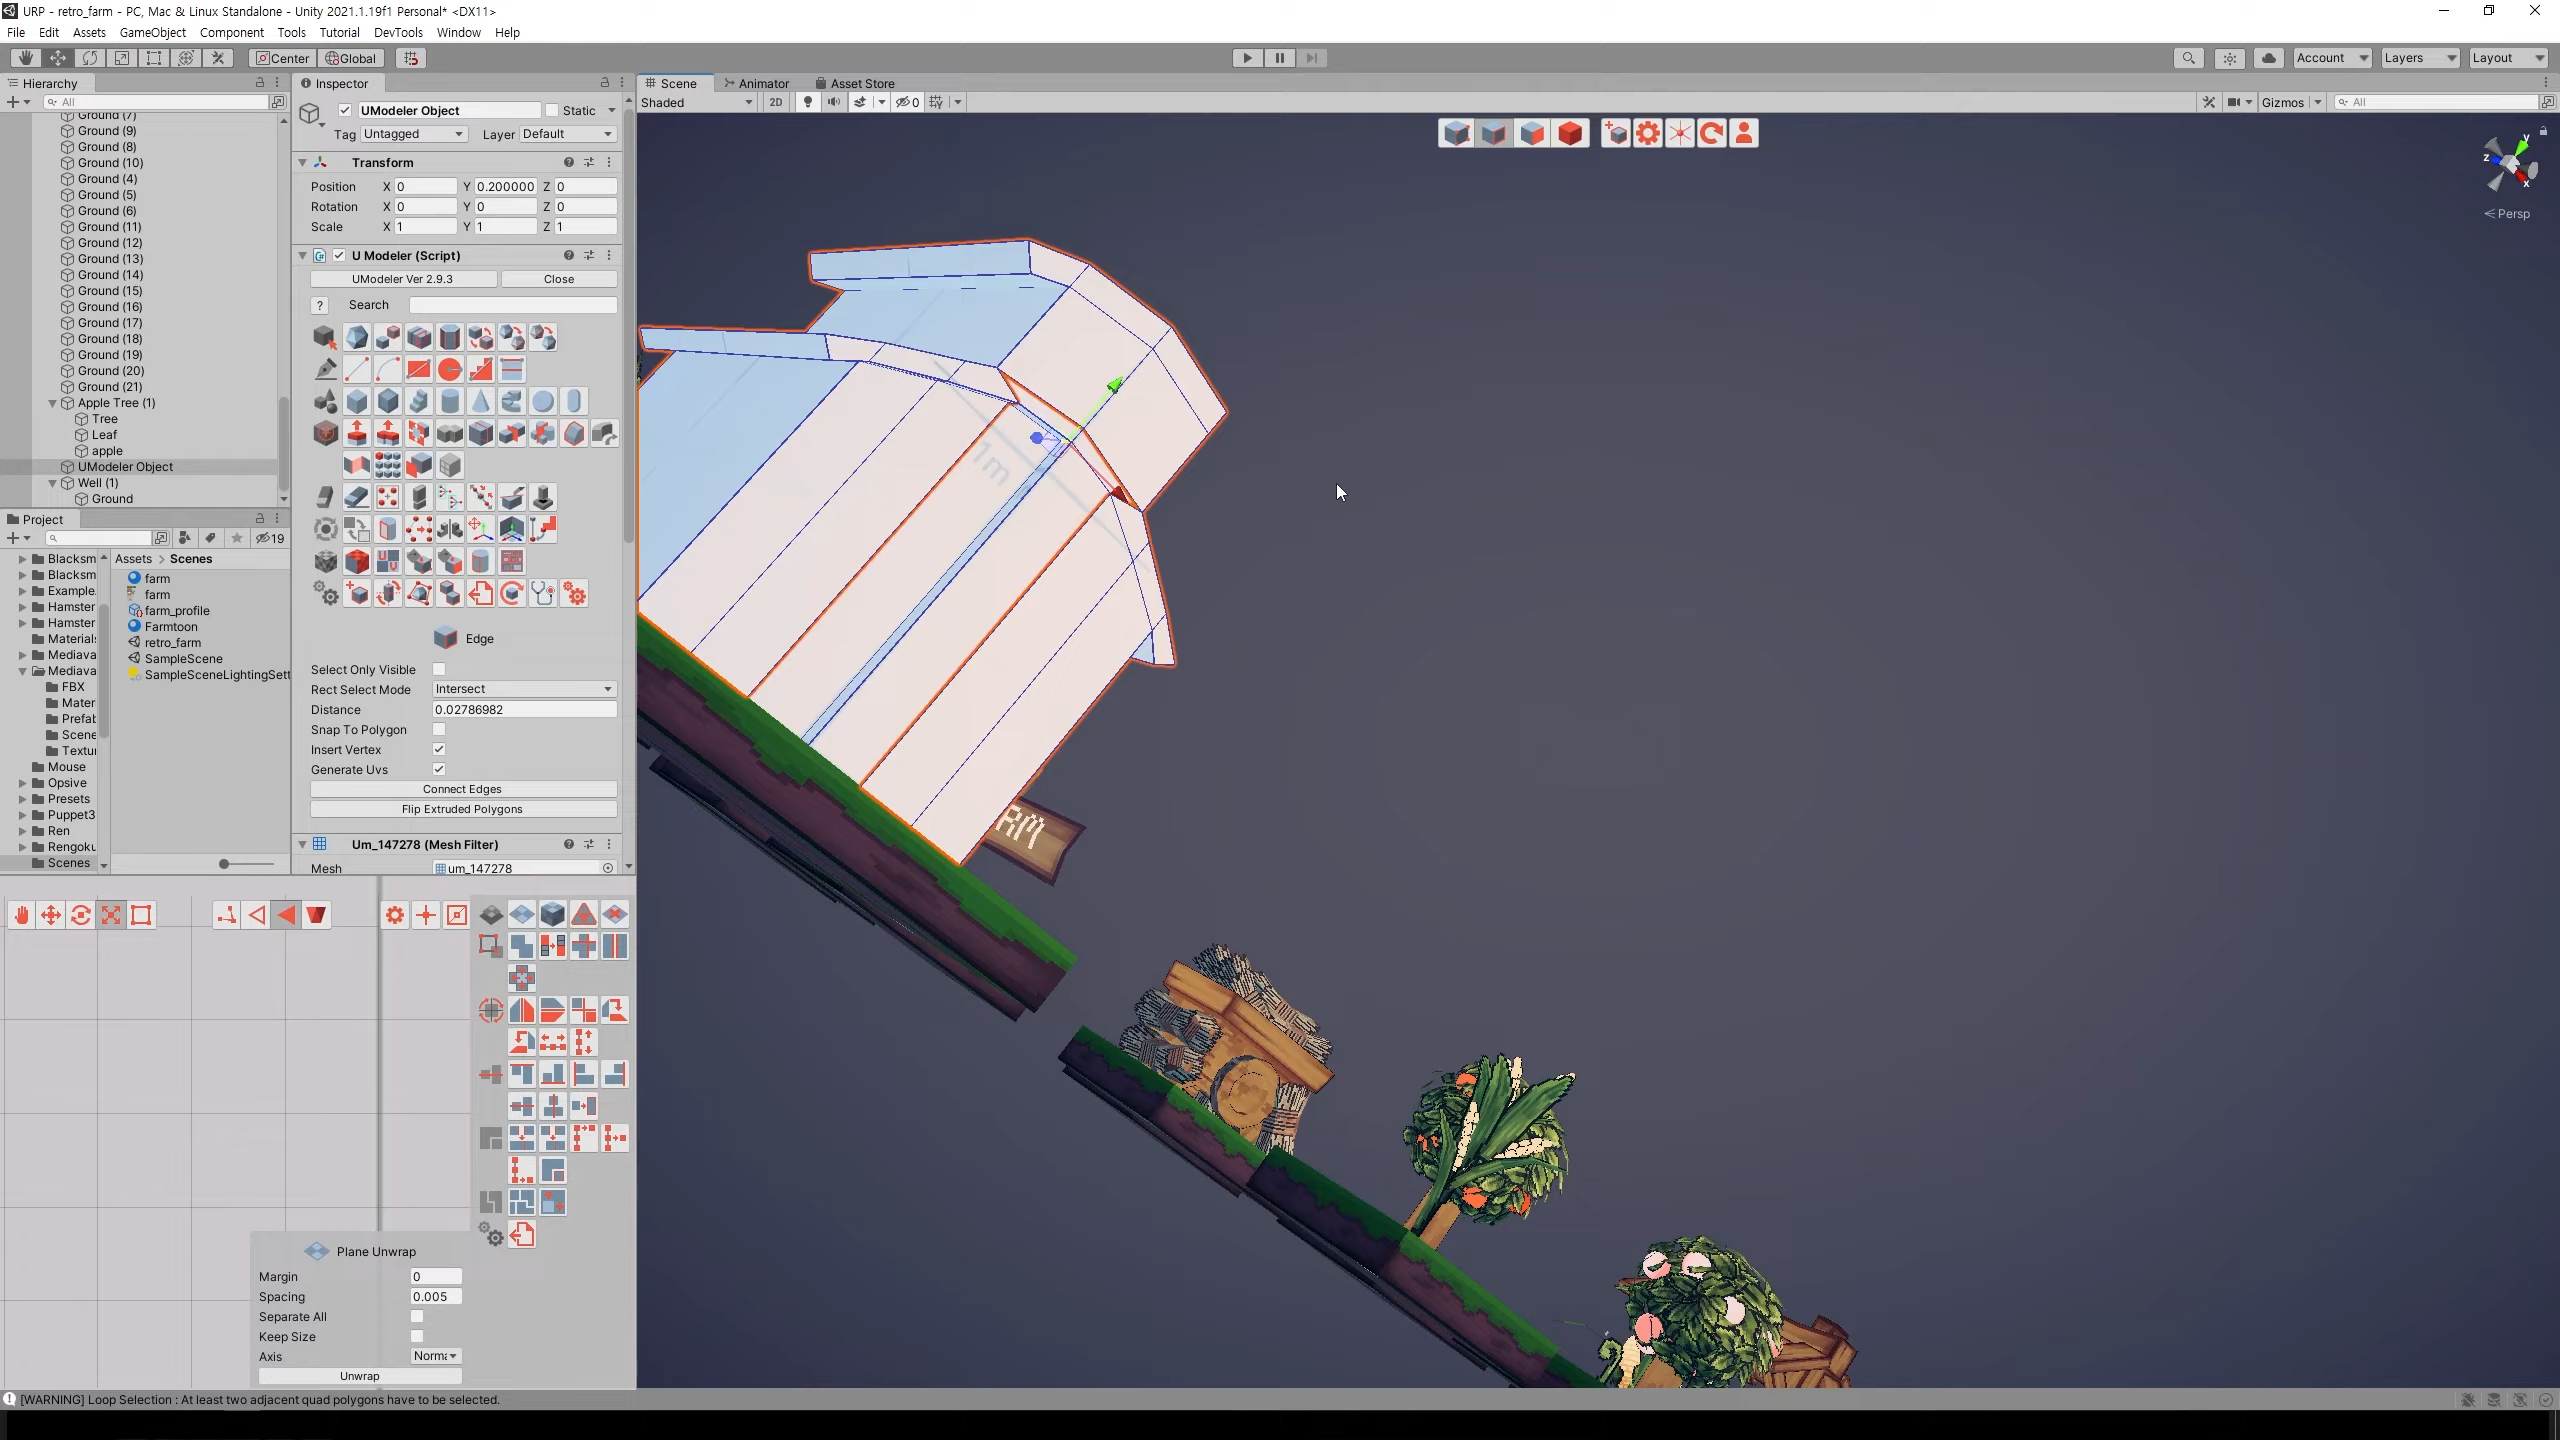 URP - retro_farm - PC, Mac & Linux Standalone - Unity 2021.1.19f1 Personal* <DX11>
File Edit Assets GameObject Component Tools Tutorial DevTools Window Help
Center Global Account Layers Layout
Hierarchy
All
Ground (7)
Ground (9)
Ground (8)
Ground (10)
Ground (4)
Ground (5)
Ground (6)
Ground (11)
Ground (12)
Ground (13)
Ground (14)
Ground (15)
Ground (16)
Ground (17)
Ground (18)
Ground (19)
Ground (20)
Ground (21)
Apple Tree (1)
Tree
Leaf
apple
UModeler Object
Well (1)
Ground
Project
19
Blacksm
Blacksm
Example
Hamster
Hamster
Material
Mediava
Mediava
FBX
Mater
Prefab
Scene
Textu
Mouse
Opsive
Presets
Puppet3
Ren
Rengoku
Scenes
Assets > Scenes
farm
farm
farm_profile
Farmtoon
retro_farm
SampleScene
SampleSceneLightingSett
Inspector
UModeler Object Static
Tag Untagged Layer Default
Transform
Position X 0 Y 0.200000 Z 0
Rotation X 0 Y 0 Z 0
Scale X 1 Y 1 Z 1
U Modeler (Script)
UModeler Ver 2.9.3 Close
? Search
Edge
Select Only Visible
Rect Select Mode Intersect
Distance 0.02786982
Snap To Polygon
Insert Vertex
Generate Uvs
Connect Edges
Flip Extruded Polygons
Um_147278 (Mesh Filter)
Mesh um_147278
Scene Animator Asset Store
Shaded 2D 0 Gizmos All
y
z
x
Persp
1m
RM
Plane Unwrap
Margin 0
Spacing 0.005
Separate All
Keep Size
Axis Norma
Unwrap
[WARNING] Loop Selection : At least two adjacent quad polygons have to be selected.